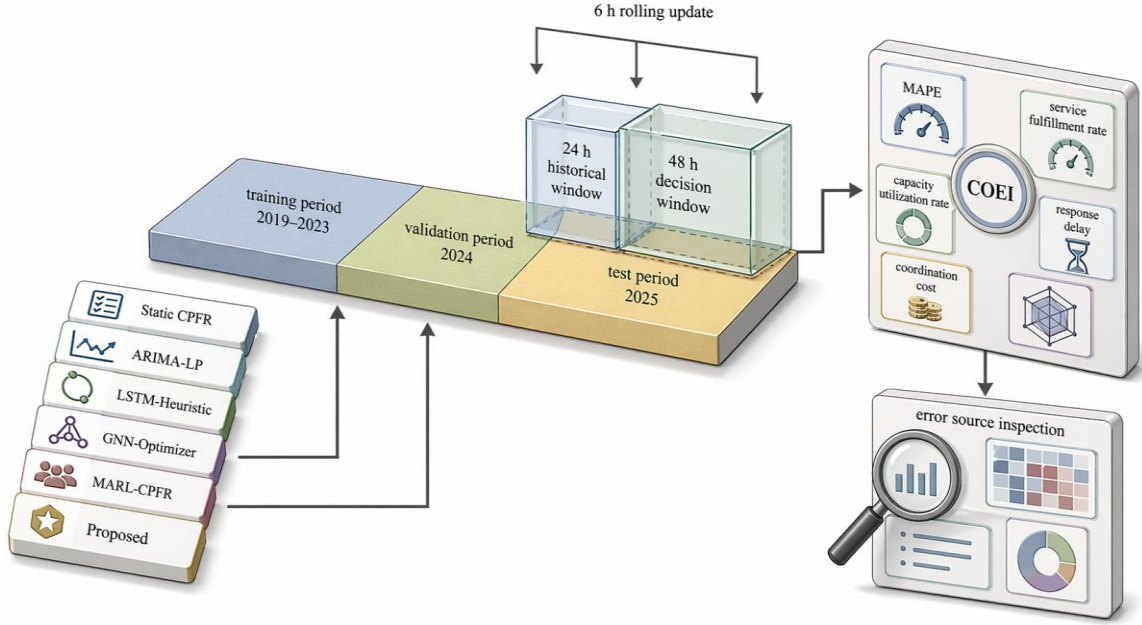 6 h rolling update
24 h
historical
window
48 h
decision
window
training period
2019–2023
validation period
2024
test period
2025
Static CPFR
ARIMA-LP
LSTM-Heuristic
GNN-Optimizer
MARL-CPFR
Proposed
MAPE
service
fulfillment rate
COEI
capacity
utilization rate
response
delay
coordination
cost
error source inspection